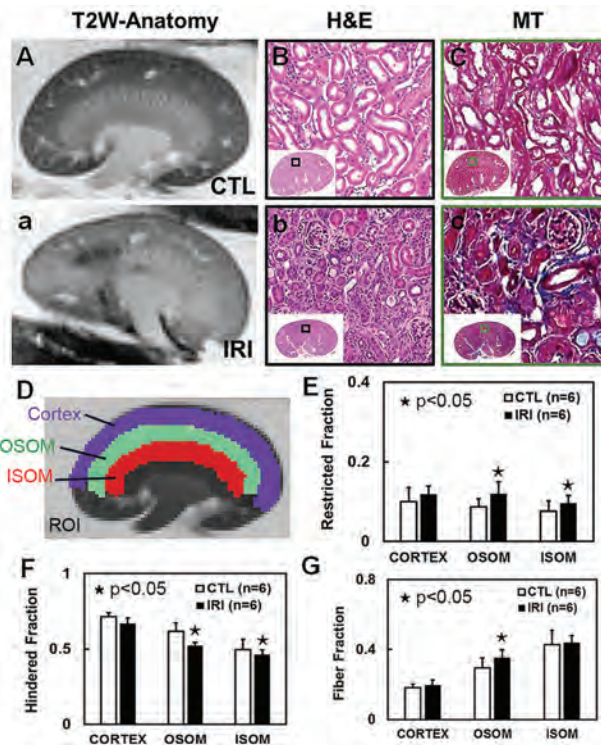 T2W-Anatomy H&E MT
A B C
CTL
a b c
IRI
D
Cortex
OSOM
ISOM
ROI
E
Restricted Fraction
0.4
0.2
0
★ p<0.05
CTL (n=6)
IRI (n=6)
CORTEX OSOM ISOM
★ ★
F
Hindered Fraction
1
0.5
0
★ p<0.05
CTL (n=6)
IRI (n=6)
CORTEX OSOM ISOM
★ ★
G
Fiber Fraction
0.8
0.4
0
★ p<0.05
CTL (n=6)
IRI (n=6)
CORTEX OSOM ISOM
★